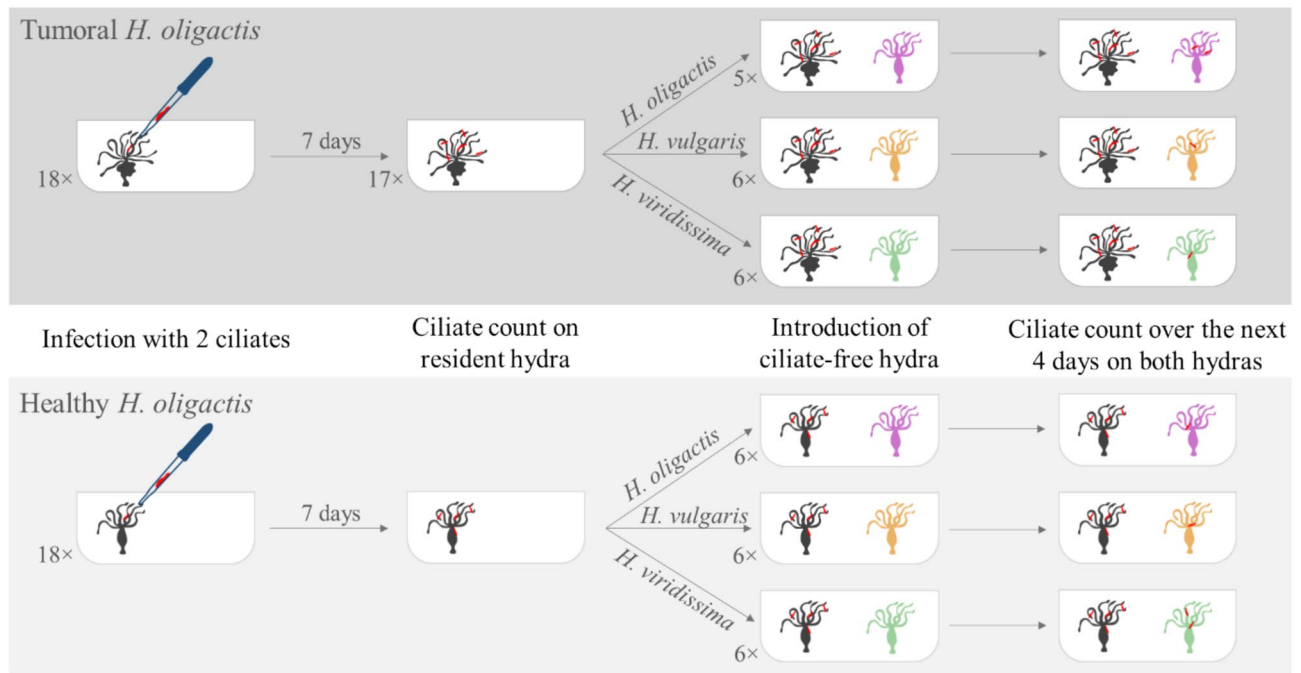 Tumoral H. oligactis
18×
7 days
17×
H. oligactis
H. vulgaris
H. viridissima
5×
6×
6×
Infection with 2 ciliates
Ciliate count on
resident hydra
Introduction of
ciliate-free hydra
Ciliate count over the next
4 days on both hydras
Healthy H. oligactis
18×
7 days
H. oligactis
H. vulgaris
H. viridissima
6×
6×
6×